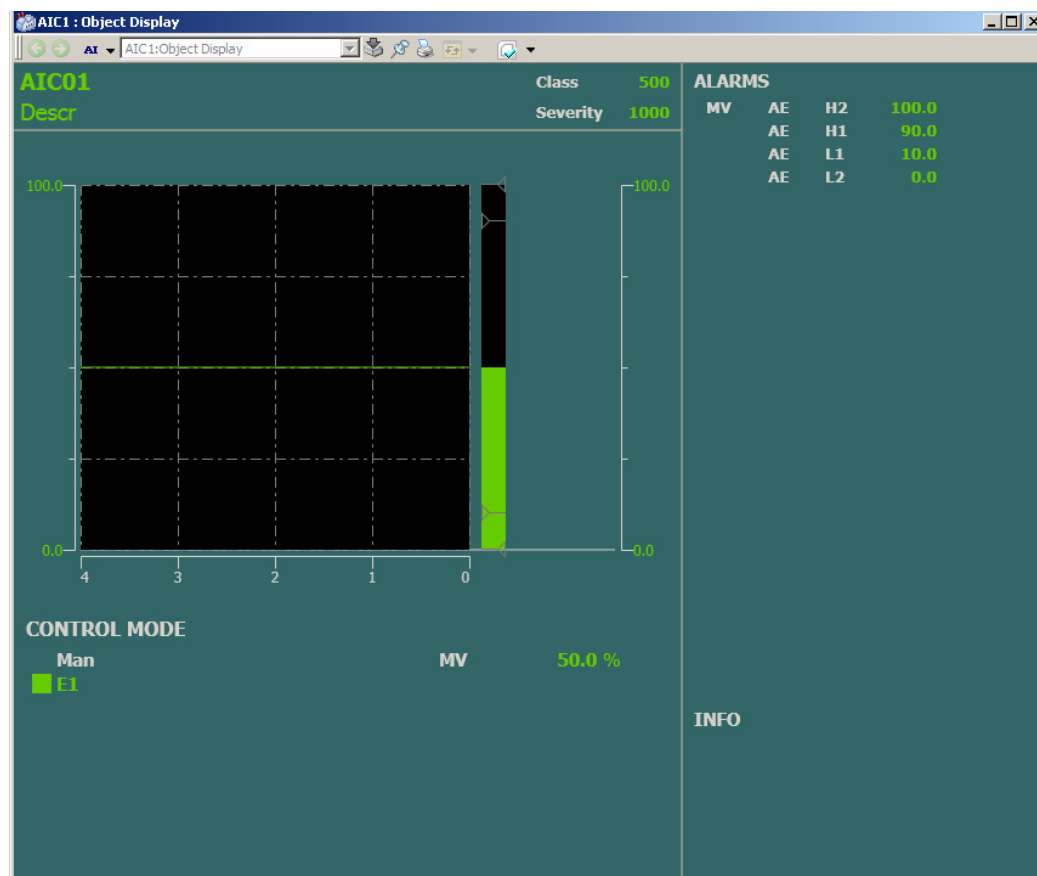 AIC1 : Object Display
AI AIC1:Object Display
AIC01
Descr
Class 500
Severity 1000
100.0
100.0
0.0
0.0
4 3 2 1 0
CONTROL MODE
Man MV 50.0 %
E1
ALARMS
MV AE H2 100.0
AE H1 90.0
AE L1 10.0
AE L2 0.0
INFO